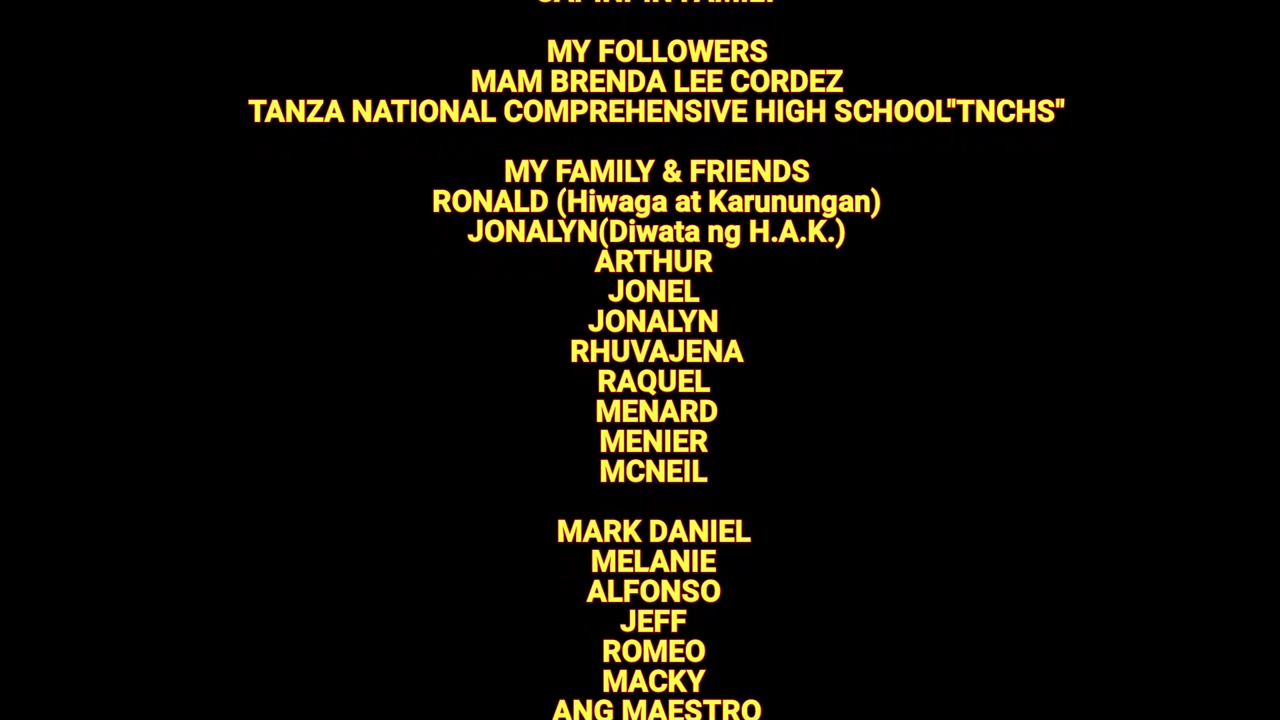 MY FOLLOWERS
MAM BRENDA LEE CORDEZ
TANZA NATIONAL COMPREHENSIVE HIGH SCHOOL"TNCHS"
MY FAMILY & FRIENDS
RONALD (Hiwaga at Karunungan)
JONALYN(Diwata ng H.A.K.)
ARTHUR
JONEL
JONALYN
RHUVAJENA
RAQUEL
MENARD
MENIER
MCNEIL
MARK DANIEL
MELANIE
ALFONSO
JEFF
ROMEO
MACKY
ANG MAESTRO